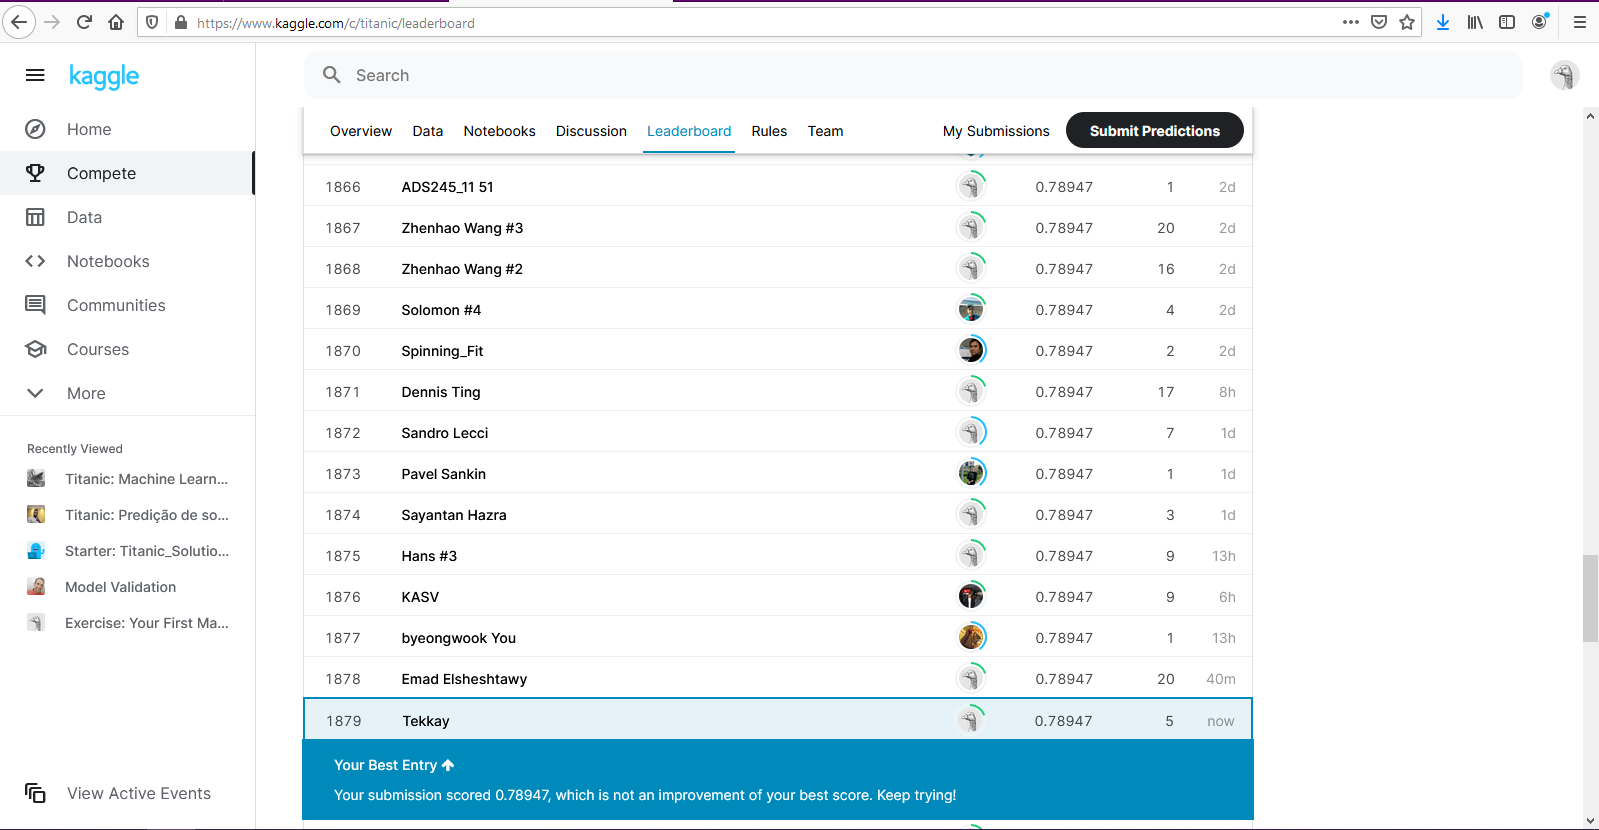 https://www.kaggle.com/c/titanic/leaderboard
kaggle
Search
Home
Compete
Data
Notebooks
Communities
Courses
More
Recently Viewed
Titanic: Machine Learn...
Titanic: Predição de so...
Starter: Titanic_Solutio...
Model Validation
Exercise: Your First Ma...
View Active Events
Overview Data Notebooks Discussion Leaderboard Rules Team My Submissions Submit Predictions
1866 ADS245_11 51 0.78947 1 2d
1867 Zhenhao Wang #3 0.78947 20 2d
1868 Zhenhao Wang #2 0.78947 16 2d
1869 Solomon #4 0.78947 4 2d
1870 Spinning_Fit 0.78947 2 2d
1871 Dennis Ting 0.78947 17 8h
1872 Sandro Lecci 0.78947 7 1d
1873 Pavel Sankin 0.78947 1 1d
1874 Sayantan Hazra 0.78947 3 1d
1875 Hans #3 0.78947 9 13h
1876 KASV 0.78947 9 6h
1877 byeongwook You 0.78947 1 13h
1878 Emad Elsheshtawy 0.78947 20 40m
1879 Tekkay 0.78947 5 now
Your Best Entry
Your submission scored 0.78947, which is not an improvement of your best score. Keep trying!